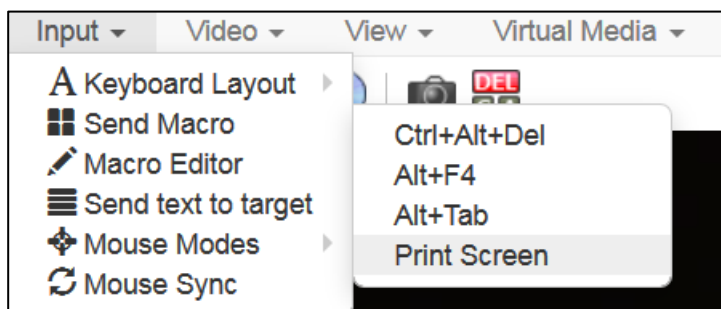 Input Video View Virtual Media
A Keyboard Layout
Send Macro
Macro Editor
Send text to target
Mouse Modes
Mouse Sync
DEL
Ctrl+Alt+Del
Alt+F4
Alt+Tab
Print Screen